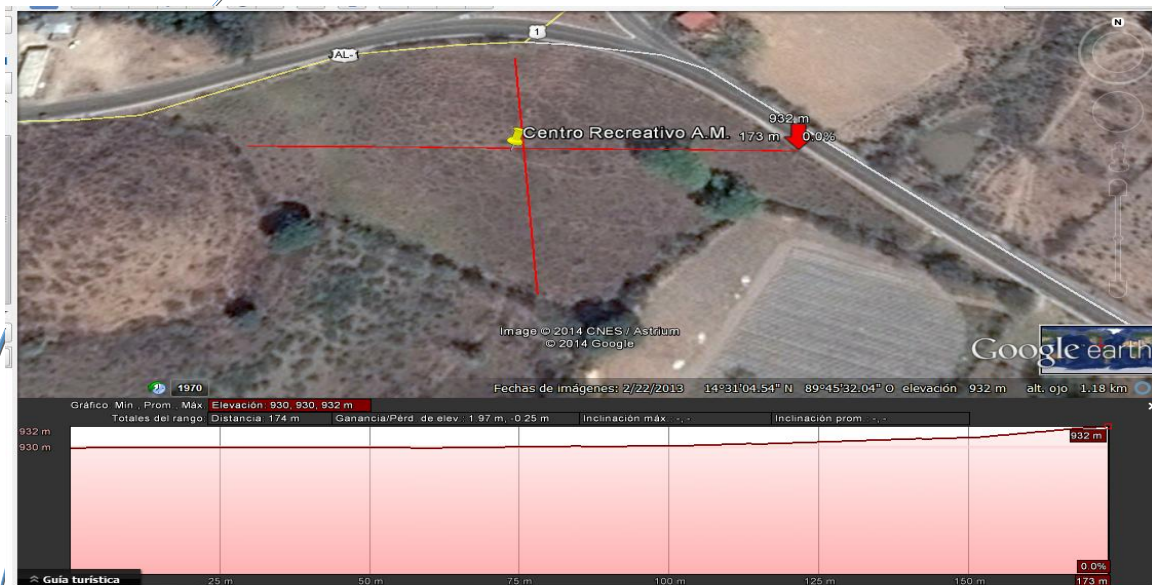 N
1
JAL-1
932 m
Centro Recreativo A.M. 173 m 0.0%
Image © 2014 CNES / Astrium
© 2014 Google
Google earth
1970
Fechas de imágenes: 2/22/2013 14°31'04.54" N 89°45'32.04" O elevación 932 m alt. ojo 1.18 km
Gráfico: Mín., Prom., Máx. Elevación: 930, 930, 932 m
Totales del rango: Distancia: 174 m Ganancia/Pérd. de elev.: 1.97 m, -0.25 m Inclinación máx.: -, - Inclinación prom.: -, -
932 m
930 m
932 m
0.0%
Guía turística 25 m 50 m 75 m 100 m 125 m 150 m 173 m